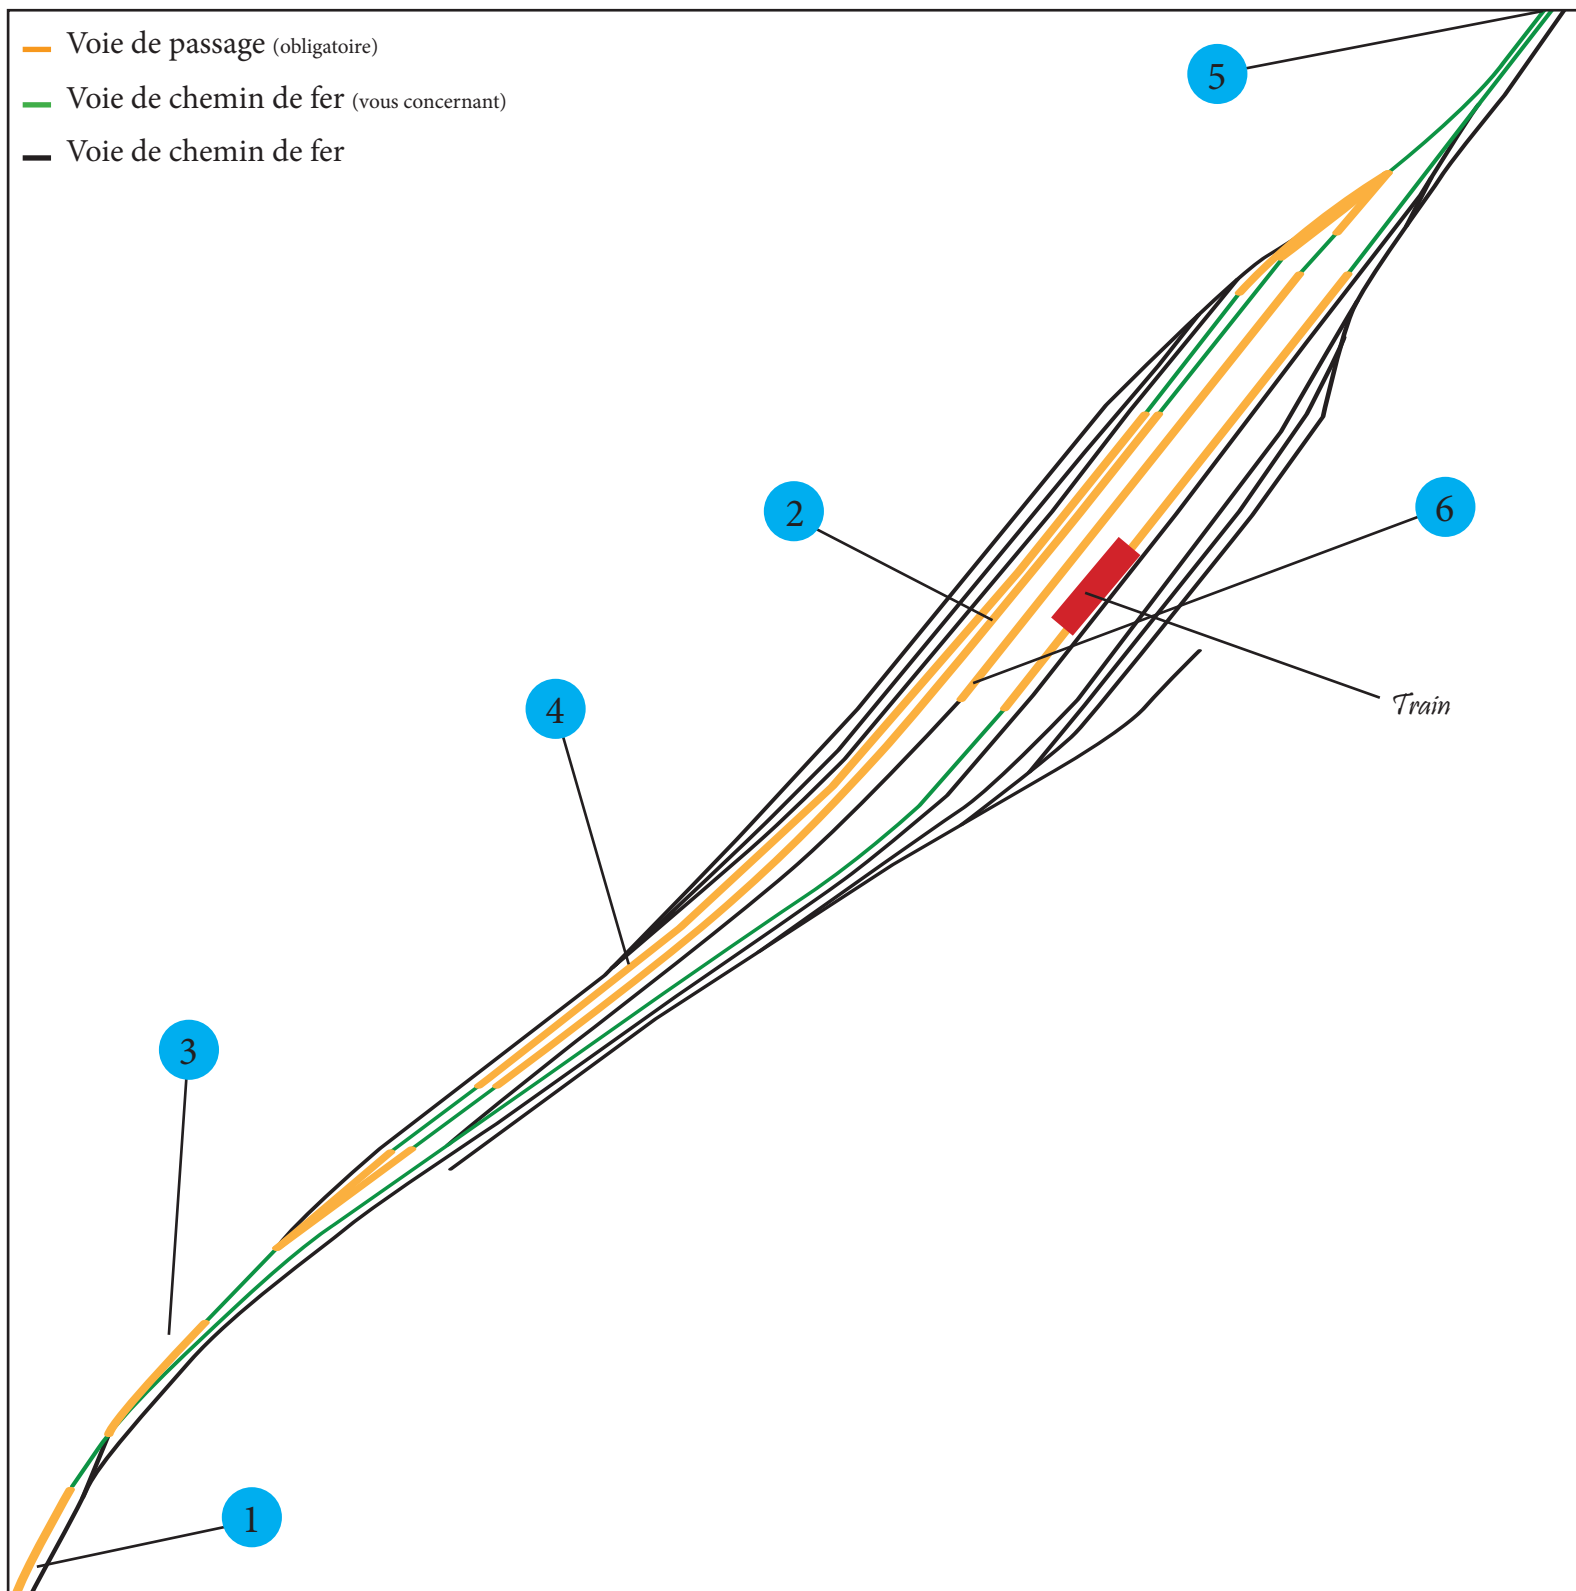 Voie de passage (obligatoire)
Voie de chemin de fer (vous concernant)
Voie de chemin de fer
5
2
6
Train
4
3
1